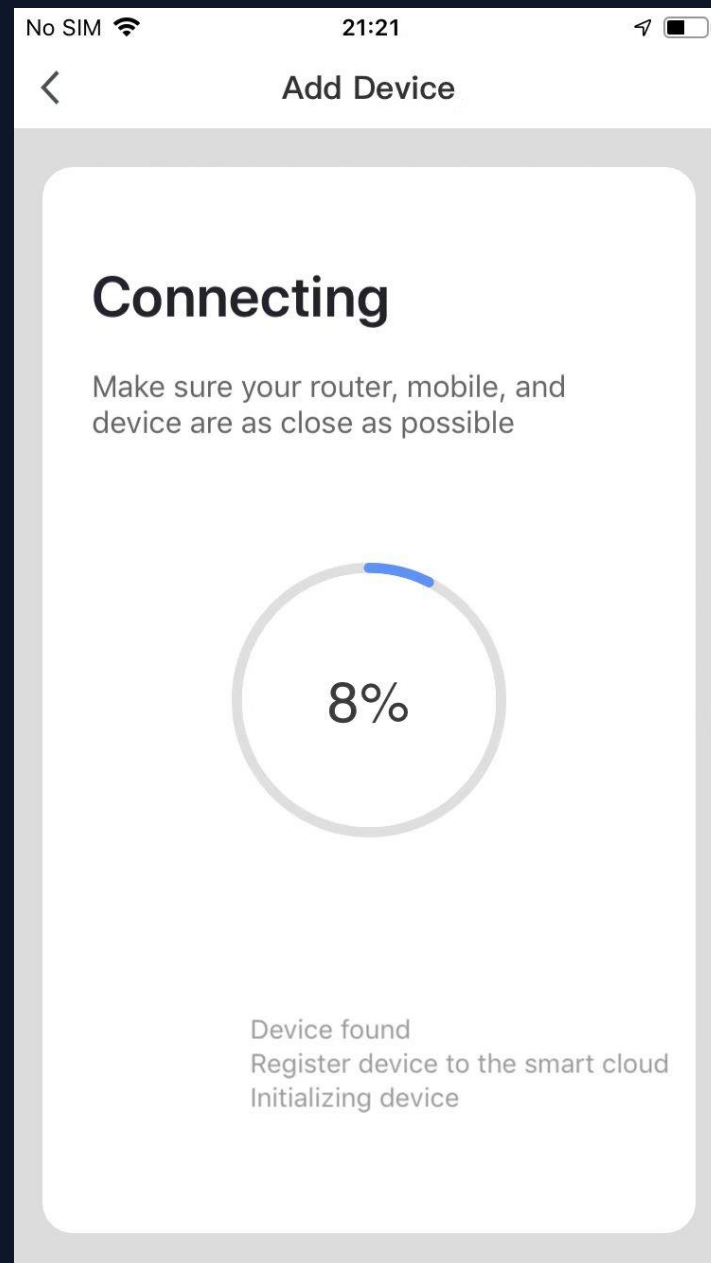 No SIM 21:21
Add Device
Connecting
Make sure your router, mobile, and
device are as close as possible
8%
Device found
Register device to the smart cloud
Initializing device